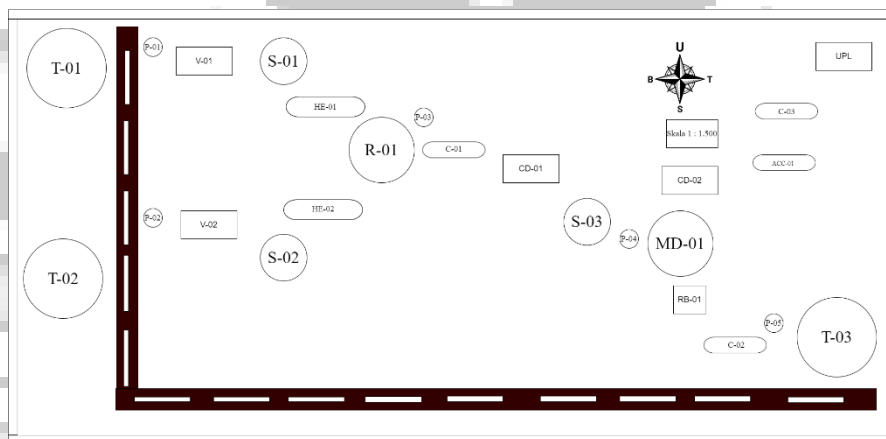 T-01
P-01
V-01
S-01
HE-01
P-03
R-01
C-01
CD-01
U
B
T
S
UPL
C-03
Skala 1 : 1.500
ACC-01
CD-02
P-02
V-02
HE-02
S-02
S-03
P-04
MD-01
T-02
RB-01
P-05
C-02
T-03